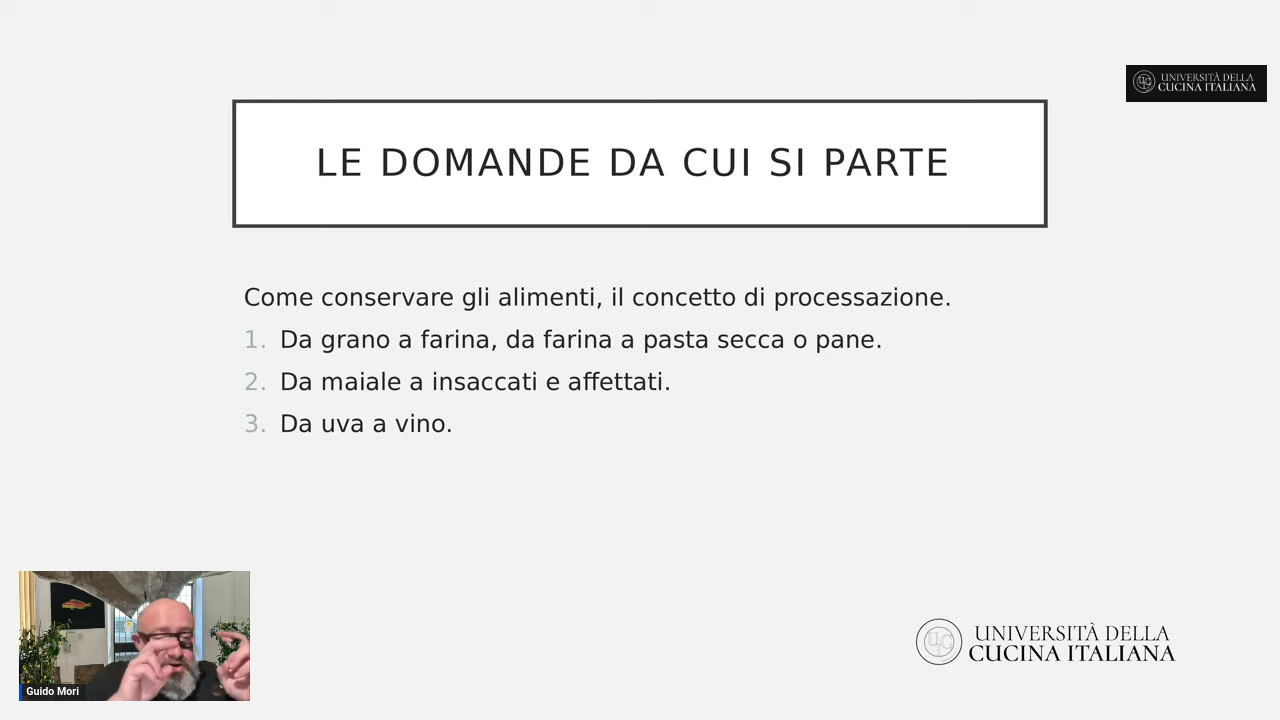 UNIVERSITÀ DELLA
CUCINA ITALIANA
LE DOMANDE DA CUI SI PARTE
Come conservare gli alimenti, il concetto di processazione.
1. Da grano a farina, da farina a pasta secca o pane.
2. Da maiale a insaccati e affettati.
3. Da uva a vino.
Guido Mori
UNIVERSITÀ DELLA
CUCINA ITALIANA